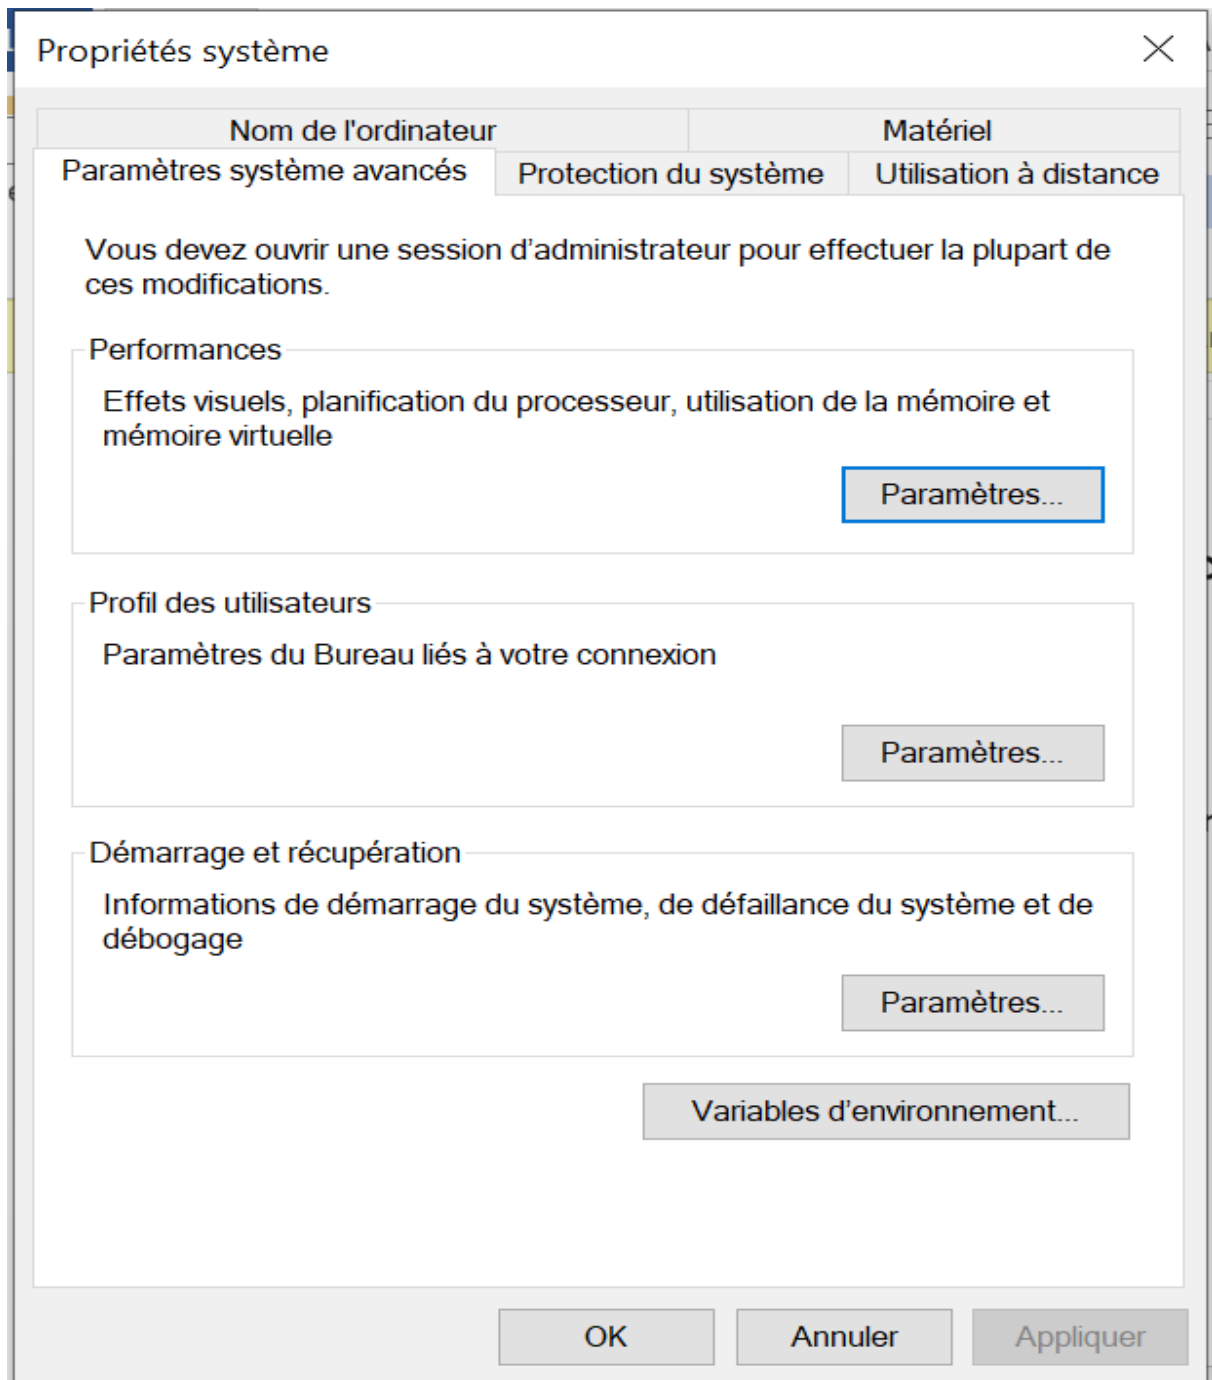 Propriétés système
Nom de l'ordinateur
Matériel
Paramètres système avancés
Protection du système
Utilisation à distance
Vous devez ouvrir une session d’administrateur pour effectuer la plupart de
ces modifications.
Performances
Effets visuels, planification du processeur, utilisation de la mémoire et
mémoire virtuelle
Paramètres...
Profil des utilisateurs
Paramètres du Bureau liés à votre connexion
Paramètres...
Démarrage et récupération
Informations de démarrage du système, de défaillance du système et de
débogage
Paramètres...
Variables d’environnement...
OK
Annuler
Appliquer